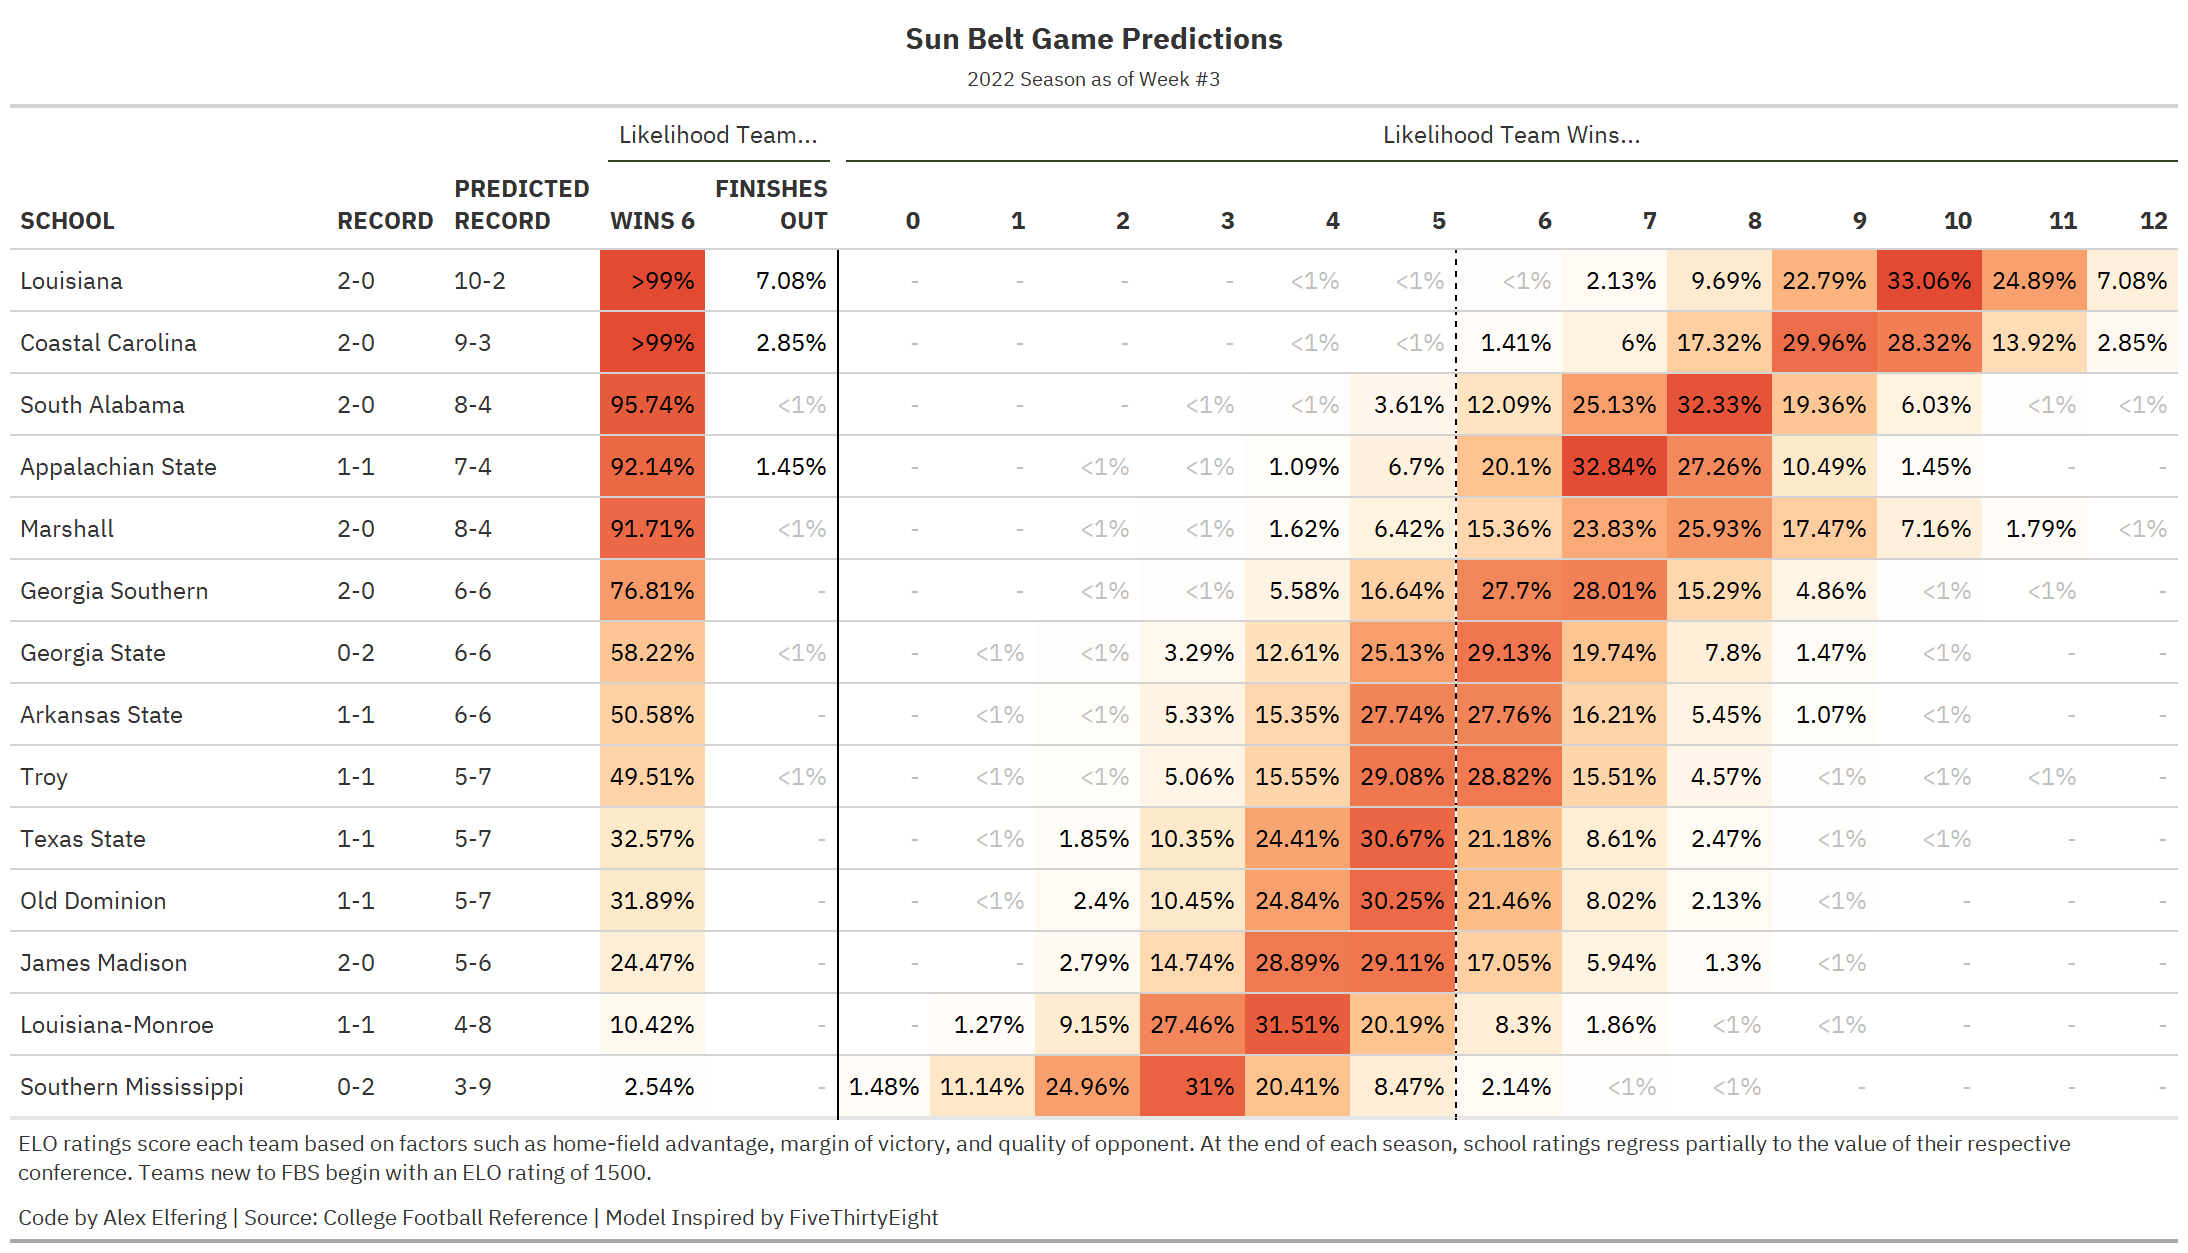 Sun Belt Game Predictions
2022 Season as of Week #3
Likelihood Team... Likelihood Team Wins...
SCHOOL RECORD PREDICTED RECORD WINS 6 FINISHES OUT 0 1 2 3 4 5 6 7 8 9 10 11 12
Louisiana 2-0 10-2 >99% 7.08% - - - - <1% <1% <1% 2.13% 9.69% 22.79% 33.06% 24.89% 7.08%
Coastal Carolina 2-0 9-3 >99% 2.85% - - - - <1% <1% 1.41% 6% 17.32% 29.96% 28.32% 13.92% 2.85%
South Alabama 2-0 8-4 95.74% <1% - - - <1% <1% 3.61% 12.09% 25.13% 32.33% 19.36% 6.03% <1% <1%
Appalachian State 1-1 7-4 92.14% 1.45% - - <1% <1% 1.09% 6.7% 20.1% 32.84% 27.26% 10.49% 1.45% - -
Marshall 2-0 8-4 91.71% <1% - - <1% <1% 1.62% 6.42% 15.36% 23.83% 25.93% 17.47% 7.16% 1.79% <1%
Georgia Southern 2-0 6-6 76.81% - - - <1% <1% 5.58% 16.64% 27.7% 28.01% 15.29% 4.86% <1% <1% -
Georgia State 0-2 6-6 58.22% <1% - <1% <1% 3.29% 12.61% 25.13% 29.13% 19.74% 7.8% 1.47% <1% - -
Arkansas State 1-1 6-6 50.58% - - <1% <1% 5.33% 15.35% 27.74% 27.76% 16.21% 5.45% 1.07% <1% - -
Troy 1-1 5-7 49.51% <1% - <1% <1% 5.06% 15.55% 29.08% 28.82% 15.51% 4.57% <1% <1% <1% -
Texas State 1-1 5-7 32.57% - - <1% 1.85% 10.35% 24.41% 30.67% 21.18% 8.61% 2.47% <1% <1% - -
Old Dominion 1-1 5-7 31.89% - - <1% 2.4% 10.45% 24.84% 30.25% 21.46% 8.02% 2.13% <1% - - -
James Madison 2-0 5-6 24.47% - - - 2.79% 14.74% 28.89% 29.11% 17.05% 5.94% 1.3% <1% - - -
Louisiana-Monroe 1-1 4-8 10.42% - - 1.27% 9.15% 27.46% 31.51% 20.19% 8.3% 1.86% <1% <1% - - -
Southern Mississippi 0-2 3-9 2.54% - 1.48% 11.14% 24.96% 31% 20.41% 8.47% 2.14% <1% <1% - - - -
ELO ratings score each team based on factors such as home-field advantage, margin of victory, and quality of opponent. At the end of each season, school ratings regress partially to the value of their respective
conference. Teams new to FBS begin with an ELO rating of 1500.
Code by Alex Elfering | Source: College Football Reference | Model Inspired by FiveThirtyEight